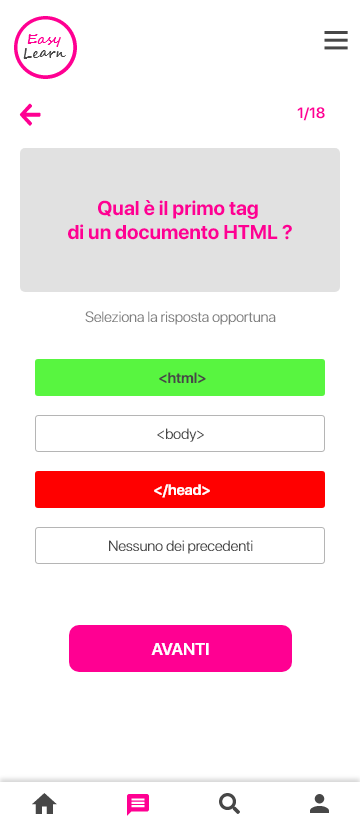 Easy
Learn
1/18
Qual è il primo tag
di un documento HTML ?
Seleziona la risposta opportuna
<html>
<body>
</head>
Nessuno dei precedenti
AVANTI